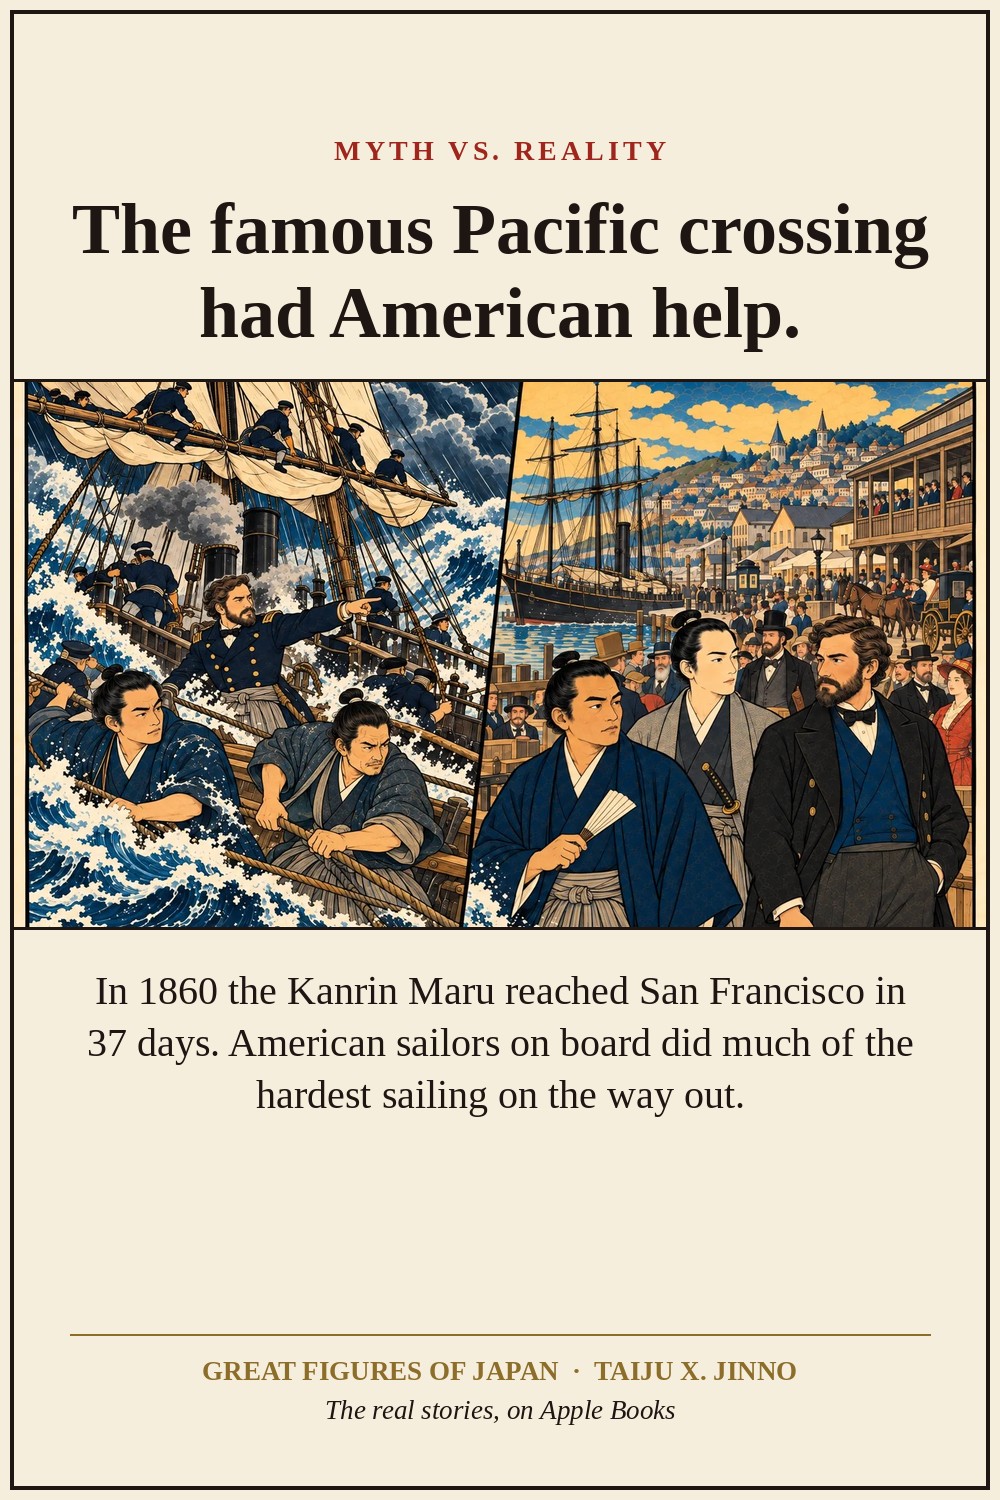 MYTH VS. REALITY
The famous Pacific crossing
had American help.
In 1860 the Kanrin Maru reached San Francisco in
37 days. American sailors on board did much of the
hardest sailing on the way out.
GREAT FIGURES OF JAPAN · TAIJU X. JINNO
The real stories, on Apple Books